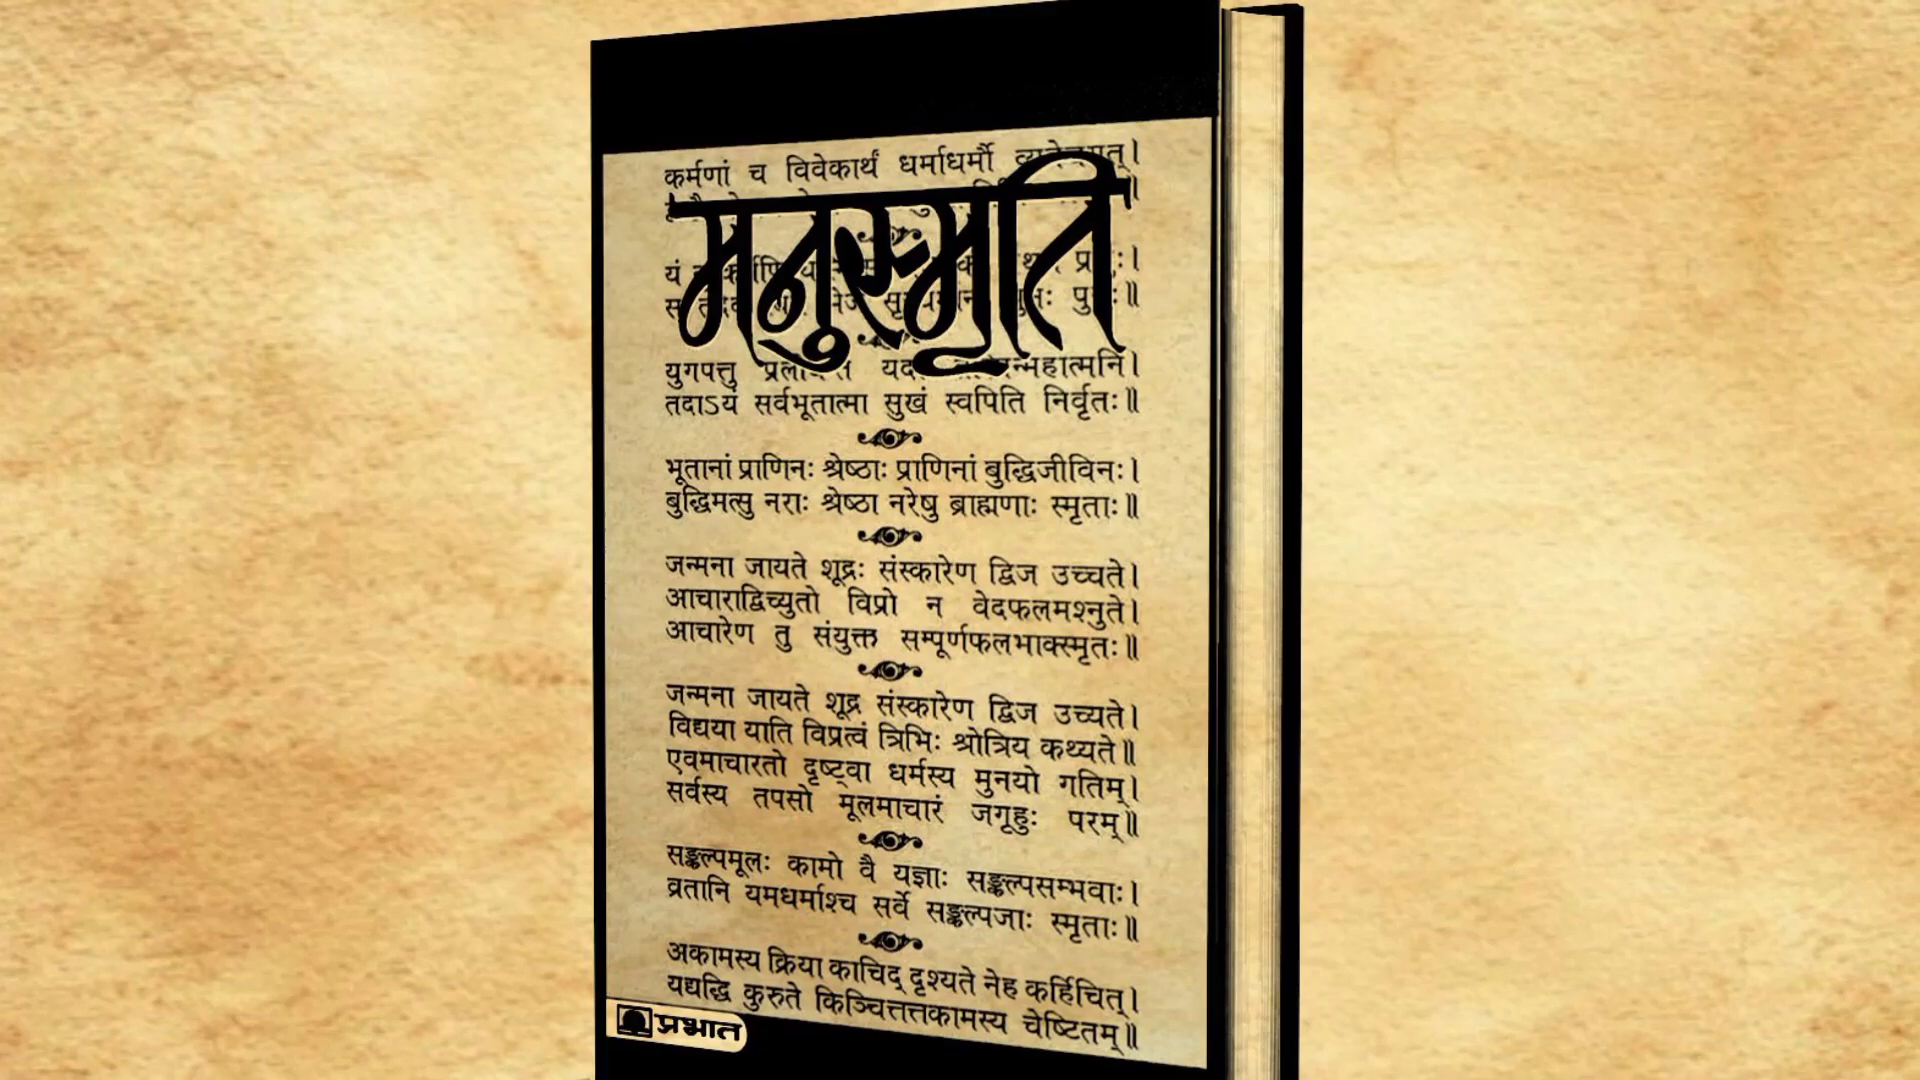 कर्मणां च विवेकार्थं धर्माधर्मौ
मनुस्मृति
यं
युगपत्तु
तदाऽयं सर्वभूतात्मा सुखं स्वपिति निर्वृतः॥
भूतानां प्राणिनः श्रेष्ठाः प्राणिनां बुद्धिजीविनः।
बुद्धिमत्सु नराः श्रेष्ठा नरेषु ब्राह्मणाः स्मृताः॥
जन्मना जायते शूद्रः संस्कारेण द्विज उच्चते।
आचाराद्विच्युतो विप्रो न वेदफलमश्नुते।
आचारेण तु संयुक्त सम्पूर्णफलभाक्स्मृतः॥
जन्मना जायते शूद्र संस्कारेण द्विज उच्यते।
विद्यया याति विप्रत्वं त्रिभिः श्रोत्रिय कथ्यते॥
एवमाचारतो दृष्ट्वा धर्मस्य मुनयो गतिम्।
सर्वस्य तपसो मूलमाचारं जगृहुः परम्॥
सङ्कल्पमूलः कामो वै यज्ञाः सङ्कल्पसम्भवाः।
व्रतानि यमधर्माश्च सर्वे सङ्कल्पजाः स्मृताः॥
अकामस्य क्रिया काचिद् दृश्यते नेह कर्हिचित्।
यद्यद्धि कुरुते किञ्चित्तत्तकामस्य चेष्टितम्॥
प्रभात